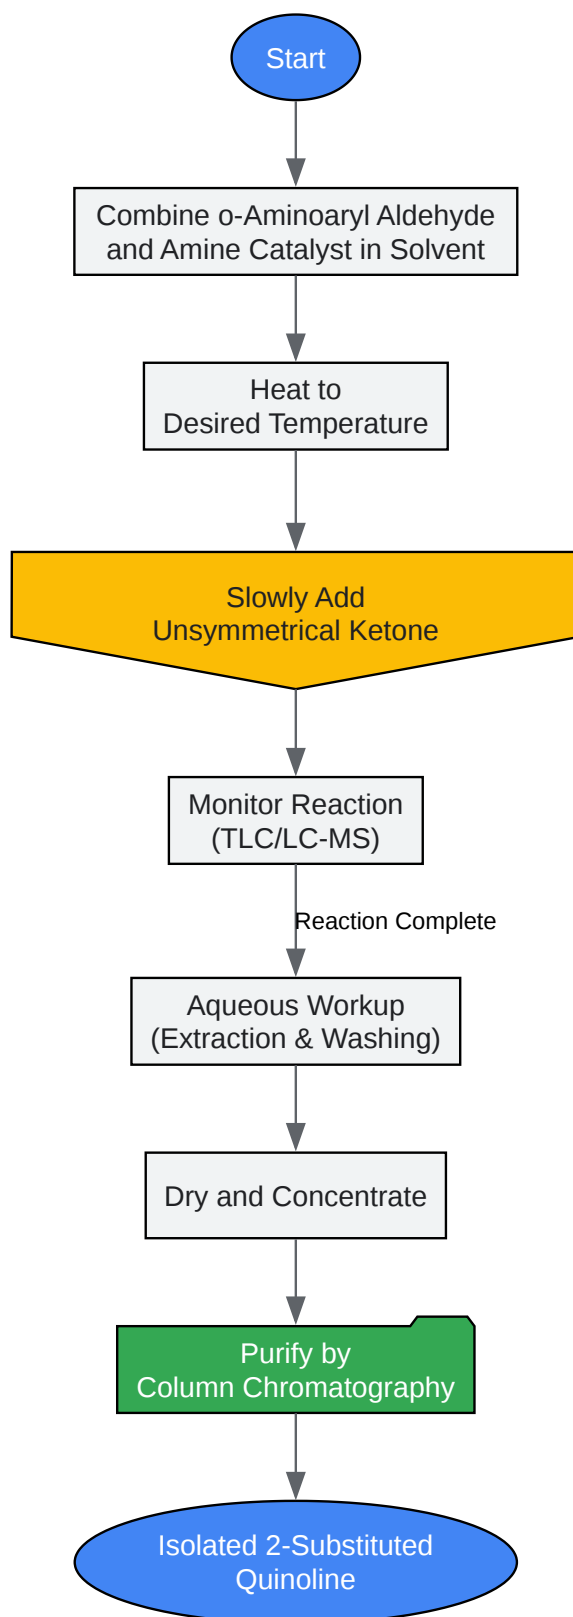 Start
Combine o-Aminoaryl Aldehyde
and Amine Catalyst in Solvent
Heat to
Desired Temperature
Slowly Add
Unsymmetrical Ketone
Monitor Reaction
(TLC/LC-MS)
Reaction Complete
Aqueous Workup
(Extraction & Washing)
Dry and Concentrate
Purify by
Column Chromatography
Isolated 2-Substituted
Quinoline